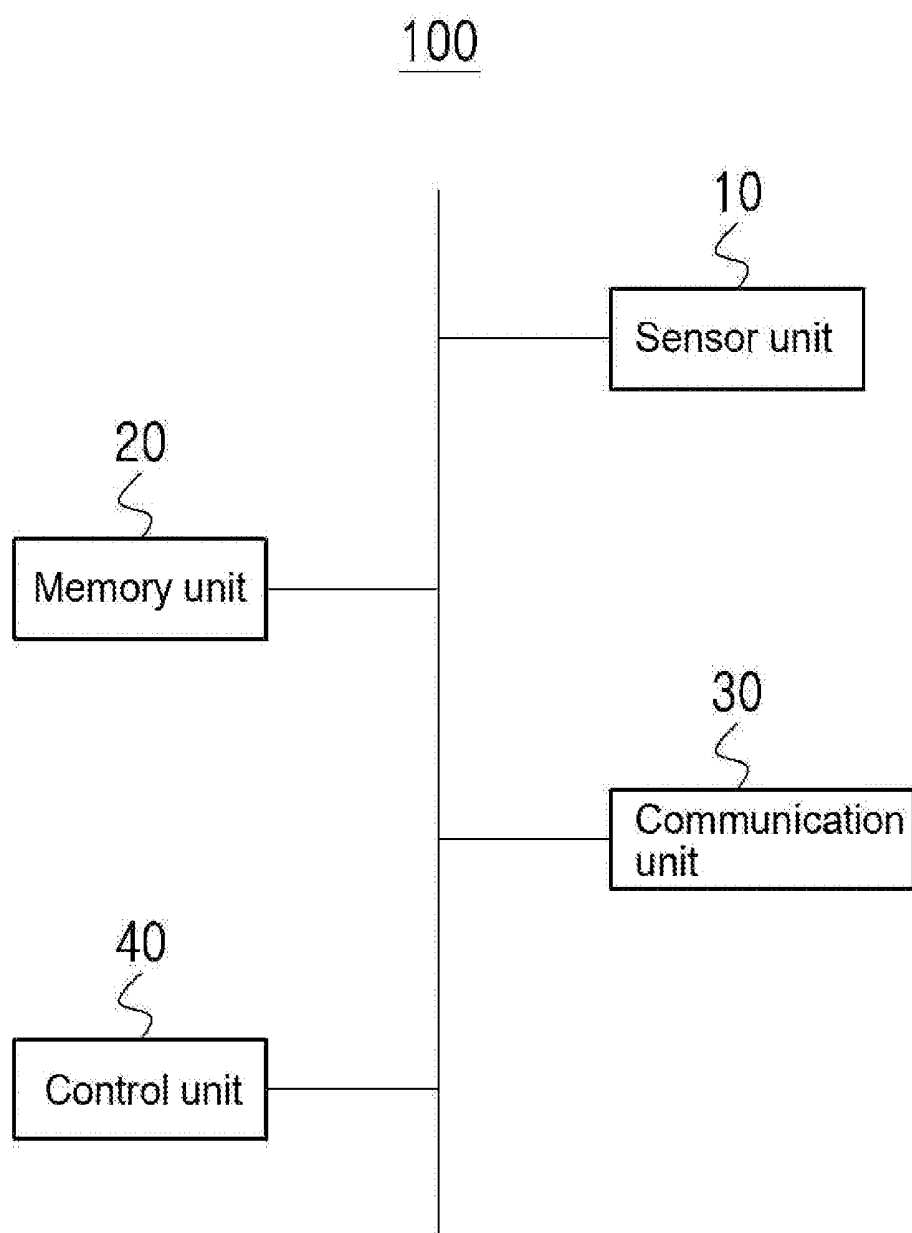 100
10
Sensor unit
20
Memory unit
30
Communication
unit
40
Control unit